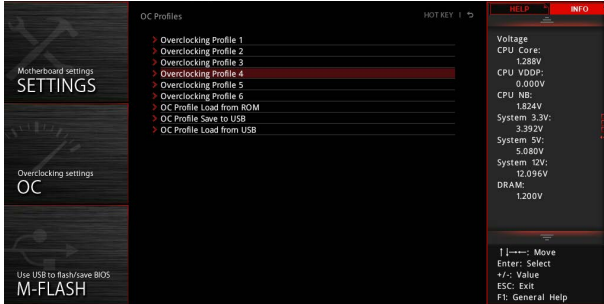 OC Profiles
HOT KEY |
HELP
INFO
Motherboard settings
SETTINGS
Overclocking settings
OC
Use USB to flash/save BIOS
M-FLASH
Overclocking Profile 1
Overclocking Profile 2
Overclocking Profile 3
Overclocking Profile 4
Overclocking Profile 5
Overclocking Profile 6
OC Profile Load from ROM
OC Profile Save to USB
OC Profile Load from USB
Voltage
CPU Core:
1.288V
CPU VDDP:
0.000V
CPU NB:
1.824V
System 3.3V:
3.392V
System 5V:
5.080V
System 12V:
12.096V
DRAM:
1.200V
↑↓→←: Move
Enter: Select
+/-: Value
ESC: Exit
F1: General Help